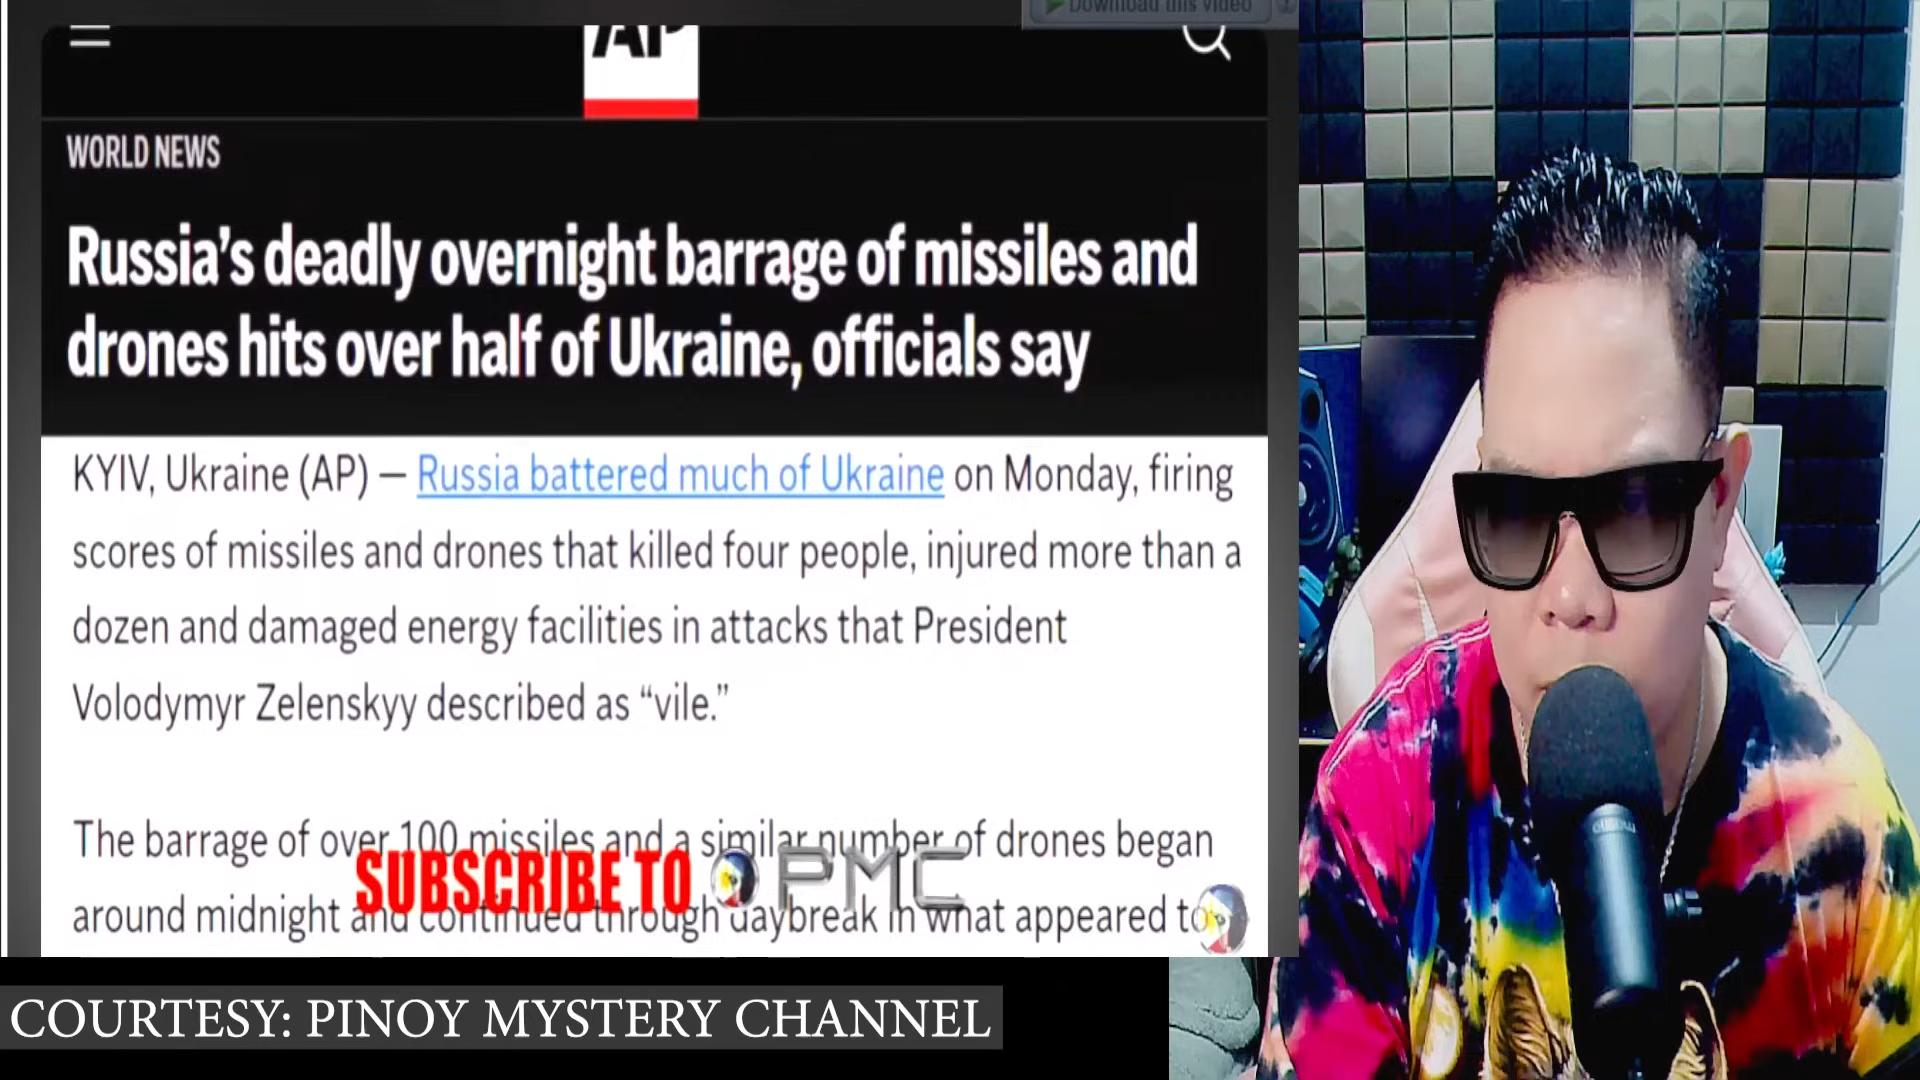 Download this video
AP
WORLD NEWS
Russia's deadly overnight barrage of missiles and
drones hits over half of Ukraine, officials say
KYIV, Ukraine (AP) — Russia battered much of Ukraine on Monday, firing
scores of missiles and drones that killed four people, injured more than a
dozen and damaged energy facilities in attacks that President
Volodymyr Zelenskyy described as “vile.”
The barrage of over 100 missiles and a similar number of drones began
SUBSCRIBE TO PMC
around midnight and continued through daybreak in what appeared to
COURTESY: PINOY MYSTERY CHANNEL
maono